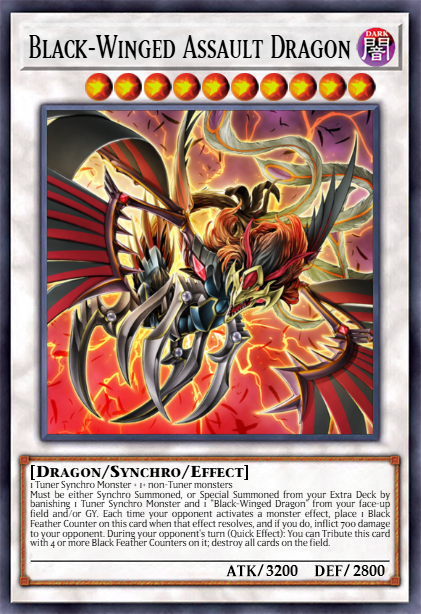 Black-Winged Assault Dragon
DARK
闇
[Dragon/Synchro/Effect]
1 Tuner Synchro Monster + 1+ non-Tuner monsters
Must be either Synchro Summoned, or Special Summoned from your Extra Deck by
banishing 1 Tuner Synchro Monster and 1 "Black-Winged Dragon" from your face-up
field and/or GY. Each time your opponent activates a monster effect, place 1 Black
Feather Counter on this card when that effect resolves, and if you do, inflict 700 damage
to your opponent. During your opponent's turn (Quick Effect): You can Tribute this card
with 4 or more Black Feather Counters on it; destroy all cards on the field.
ATK/3200 DEF/2800